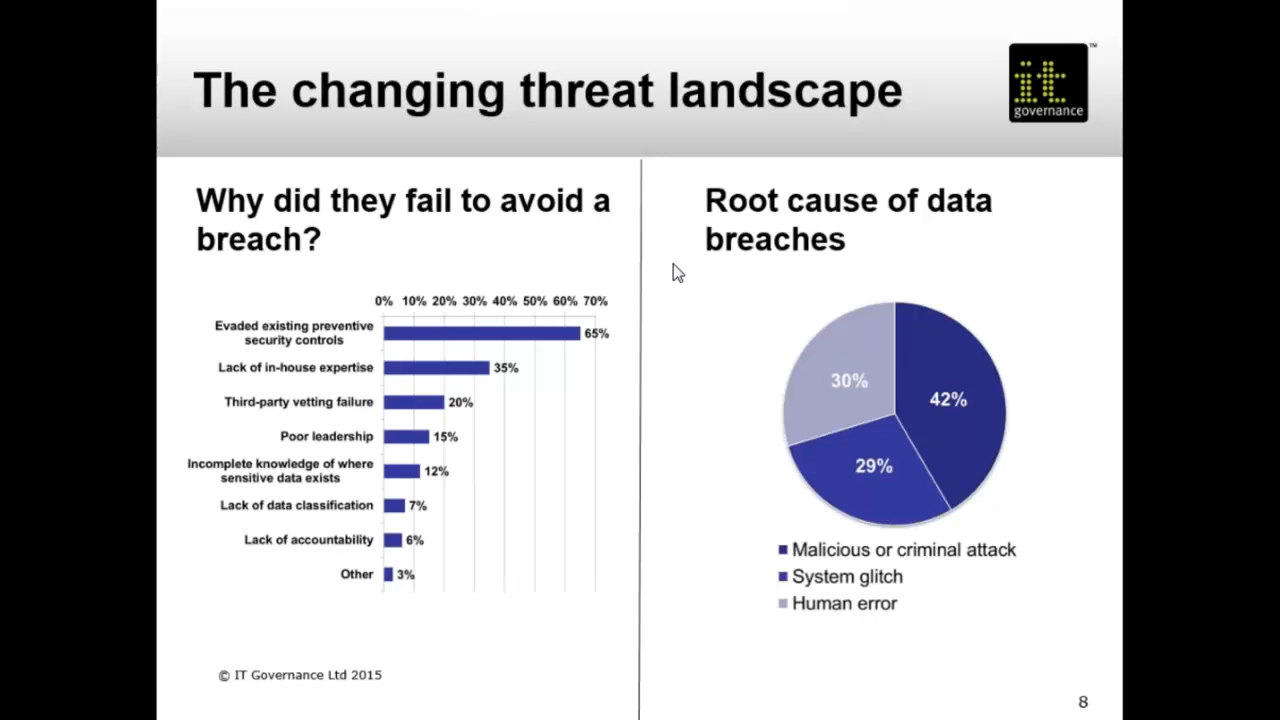 The changing threat landscape
it
governance
™
Why did they fail to avoid a
breach?
0% 10% 20% 30% 40% 50% 60% 70%
Evaded existing preventive
security controls
65%
Lack of in-house expertise
35%
Third-party vetting failure
20%
Poor leadership
15%
Incomplete knowledge of where
sensitive data exists
12%
Lack of data classification
7%
Lack of accountability
6%
Other
3%
Root cause of data
breaches
30%
42%
29%
Malicious or criminal attack
System glitch
Human error
© IT Governance Ltd 2015
8